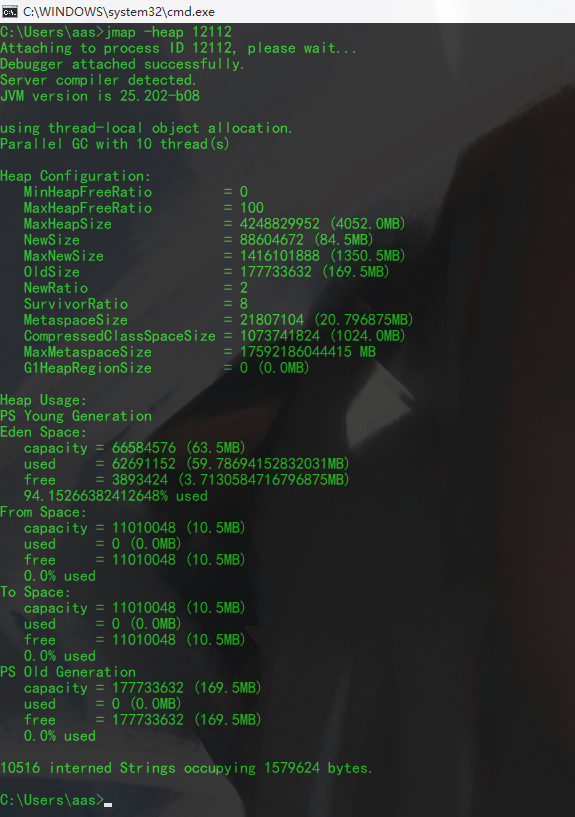 C:\WINDOWS\system32\cmd.exe
C:\Users\aas>jmap -heap 12112
Attaching to process ID 12112, please wait...
Debugger attached successfully.
Server compiler detected.
JVM version is 25.202-b08
using thread-local object allocation.
Parallel GC with 10 thread(s)
Heap Configuration:
MinHeapFreeRatio = 0
MaxHeapFreeRatio = 100
MaxHeapSize = 4248829952 (4052.0MB)
NewSize = 88604672 (84.5MB)
MaxNewSize = 1416101888 (1350.5MB)
OldSize = 177733632 (169.5MB)
NewRatio = 2
SurvivorRatio = 8
MetaspaceSize = 21807104 (20.796875MB)
CompressedClassSpaceSize = 1073741824 (1024.0MB)
MaxMetaspaceSize = 17592186044415 MB
G1HeapRegionSize = 0 (0.0MB)
Heap Usage:
PS Young Generation
Eden Space:
capacity = 66584576 (63.5MB)
used = 62691152 (59.78694152832031MB)
free = 3893424 (3.7130584716796875MB)
94.15266382412648% used
From Space:
capacity = 11010048 (10.5MB)
used = 0 (0.0MB)
free = 11010048 (10.5MB)
0.0% used
To Space:
capacity = 11010048 (10.5MB)
used = 0 (0.0MB)
free = 11010048 (10.5MB)
0.0% used
PS Old Generation
capacity = 177733632 (169.5MB)
used = 0 (0.0MB)
free = 177733632 (169.5MB)
0.0% used
10516 interned Strings occupying 1579624 bytes.
C:\Users\aas>